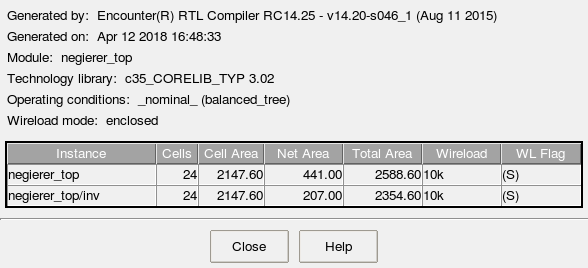 Generated by: Encounter(R) RTL Compiler RC14.25 - v14.20-s046_1 (Aug 11 2015)
Generated on: Apr 12 2018 16:48:33
Module: negierer_top
Technology library: c35_CORELIB_TYP 3.02
Operating conditions: _nominal_ (balanced_tree)
Wireload mode: enclosed
Instance Cells Cell Area Net Area Total Area Wireload WL Flag
negierer_top 24 2147.60 441.00 2588.60 10k (S)
negierer_top/inv 24 2147.60 207.00 2354.60 10k (S)
Close Help